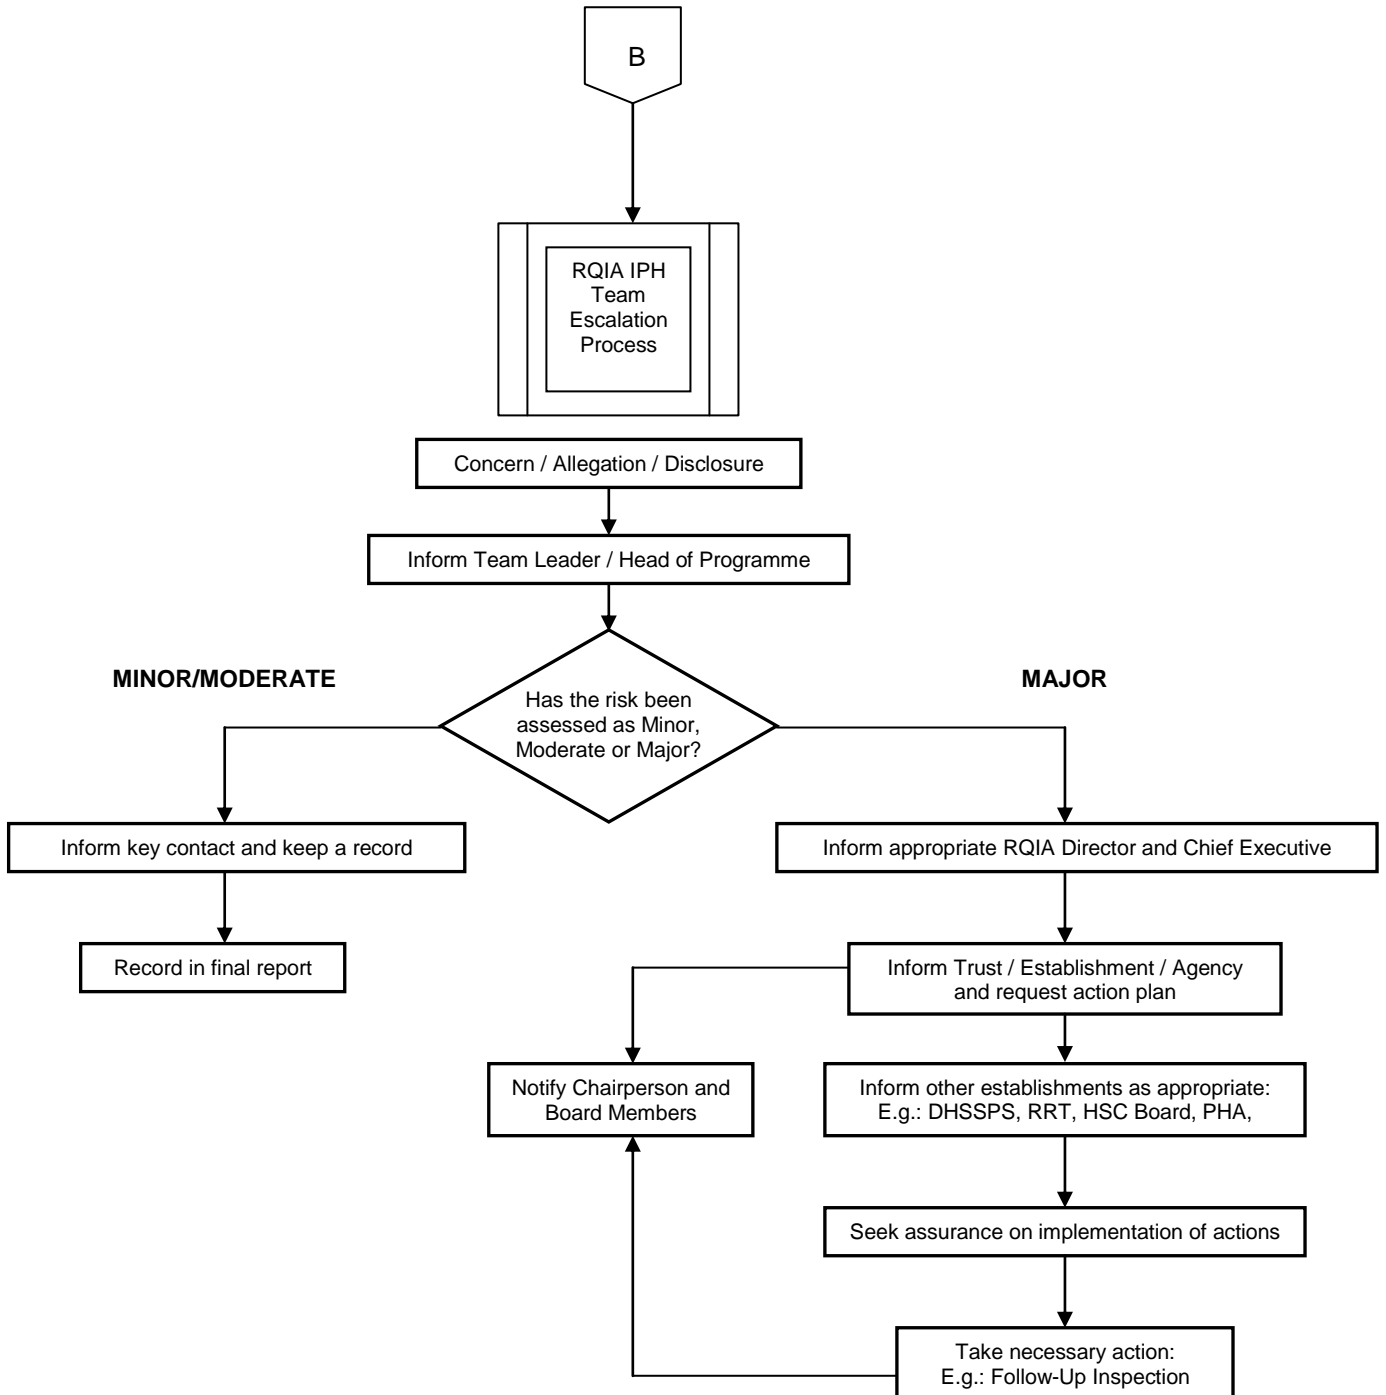 B
RQIA IPH
Team
Escalation
Process
Concern / Allegation / Disclosure
Inform Team Leader / Head of Programme
MINOR/MODERATE
MAJOR
Has the risk been
assessed as Minor,
Moderate or Major?
Inform key contact and keep a record
Inform appropriate RQIA Director and Chief Executive
Record in final report
Inform Trust / Establishment / Agency
and request action plan
Notify Chairperson and
Board Members
Inform other establishments as appropriate:
E.g.: DHSSPS, RRT, HSC Board, PHA,
Seek assurance on implementation of actions
Take necessary action:
E.g.: Follow-Up Inspection